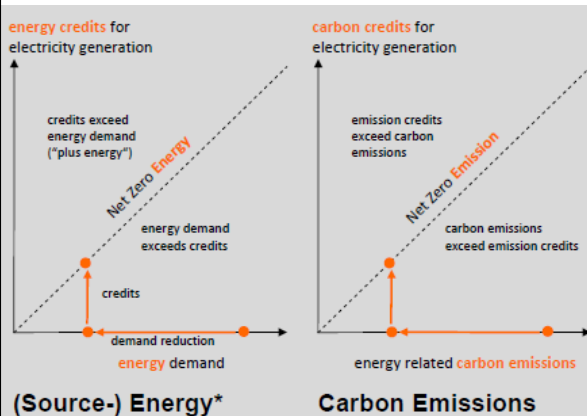 energy credits for
electricity generation
credits exceed
energy demand
("plus energy")
Net Zero Energy
energy demand
exceeds credits
credits
demand reduction
energy demand
(Source-) Energy*
carbon credits for
electricity generation
emission credits
exceed carbon
emissions
Net Zero Emission
carbon emissions
exceed emission credits
energy related carbon emissions
Carbon Emissions